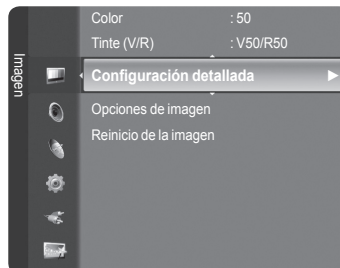 Imagen
Color : 50
Tinte (V/R) : V50/R50
Configuración detallada
Opciones de imagen
Reinicio de la imagen